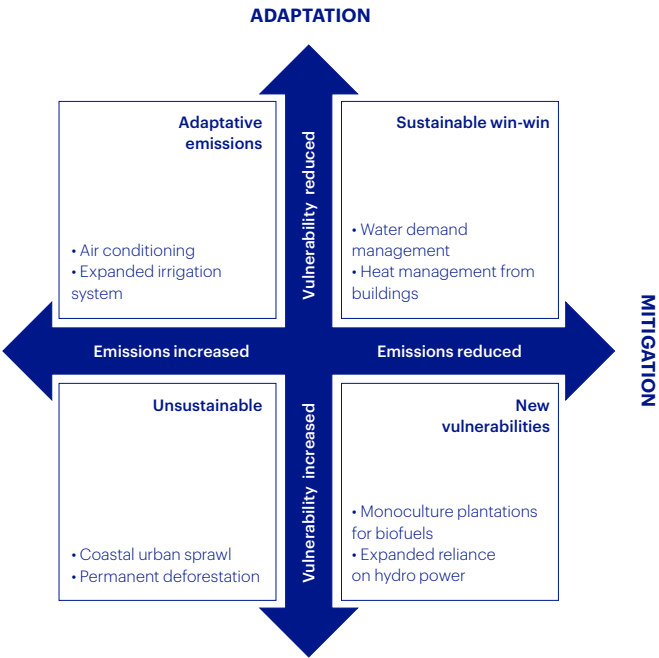 ADAPTATION
Adaptative
emissions
• Air conditioning
• Expanded irrigation
system
Vulnerability reduced
Sustainable win-win
• Water demand
management
• Heat management from
buildings
Emissions increased
Emissions reduced
MITIGATION
Unsustainable
• Coastal urban sprawl
• Permanent deforestation
Vulnerability increased
New
vulnerabilities
• Monoculture plantations
for biofuels
• Expanded reliance
on hydro power